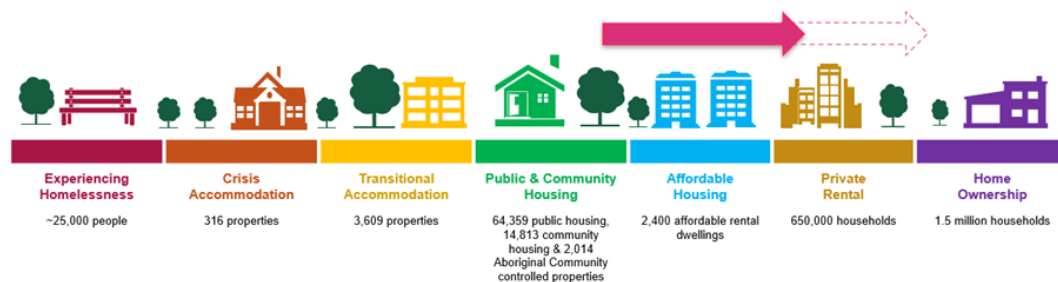 Experiencing
Homelessness
~25,000 people
Crisis
Accommodation
316 properties
Transitional
Accommodation
3,609 properties
Public & Community
Housing
64,359 public housing,
14,813 community
housing & 2,014
Aboriginal Community
controlled properties
Affordable
Housing
2,400 affordable rental
dwellings
Private
Rental
650,000 households
Home
Ownership
1.5 million households